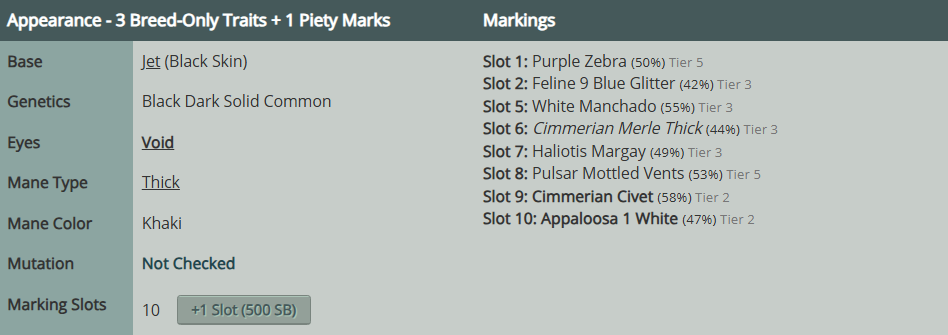 Appearance - 3 Breed-Only Traits + 1 Piety Marks
Base Jet (Black Skin)
Genetics Black Dark Solid Common
Eyes Void
Mane Type Thick
Mane Color Khaki
Mutation Not Checked
Marking Slots 10 +1 Slot (500 SB)
Markings
Slot 1: Purple Zebra (50%) Tier 5
Slot 2: Feline 9 Blue Glitter (42%) Tier 3
Slot 5: White Manchado (55%) Tier 3
Slot 6: Cimmerian Merle Thick (44%) Tier 3
Slot 7: Haliotis Margay (49%) Tier 3
Slot 8: Pulsar Mottled Vents (53%) Tier 5
Slot 9: Cimmerian Civet (58%) Tier 2
Slot 10: Appaloosa 1 White (47%) Tier 2